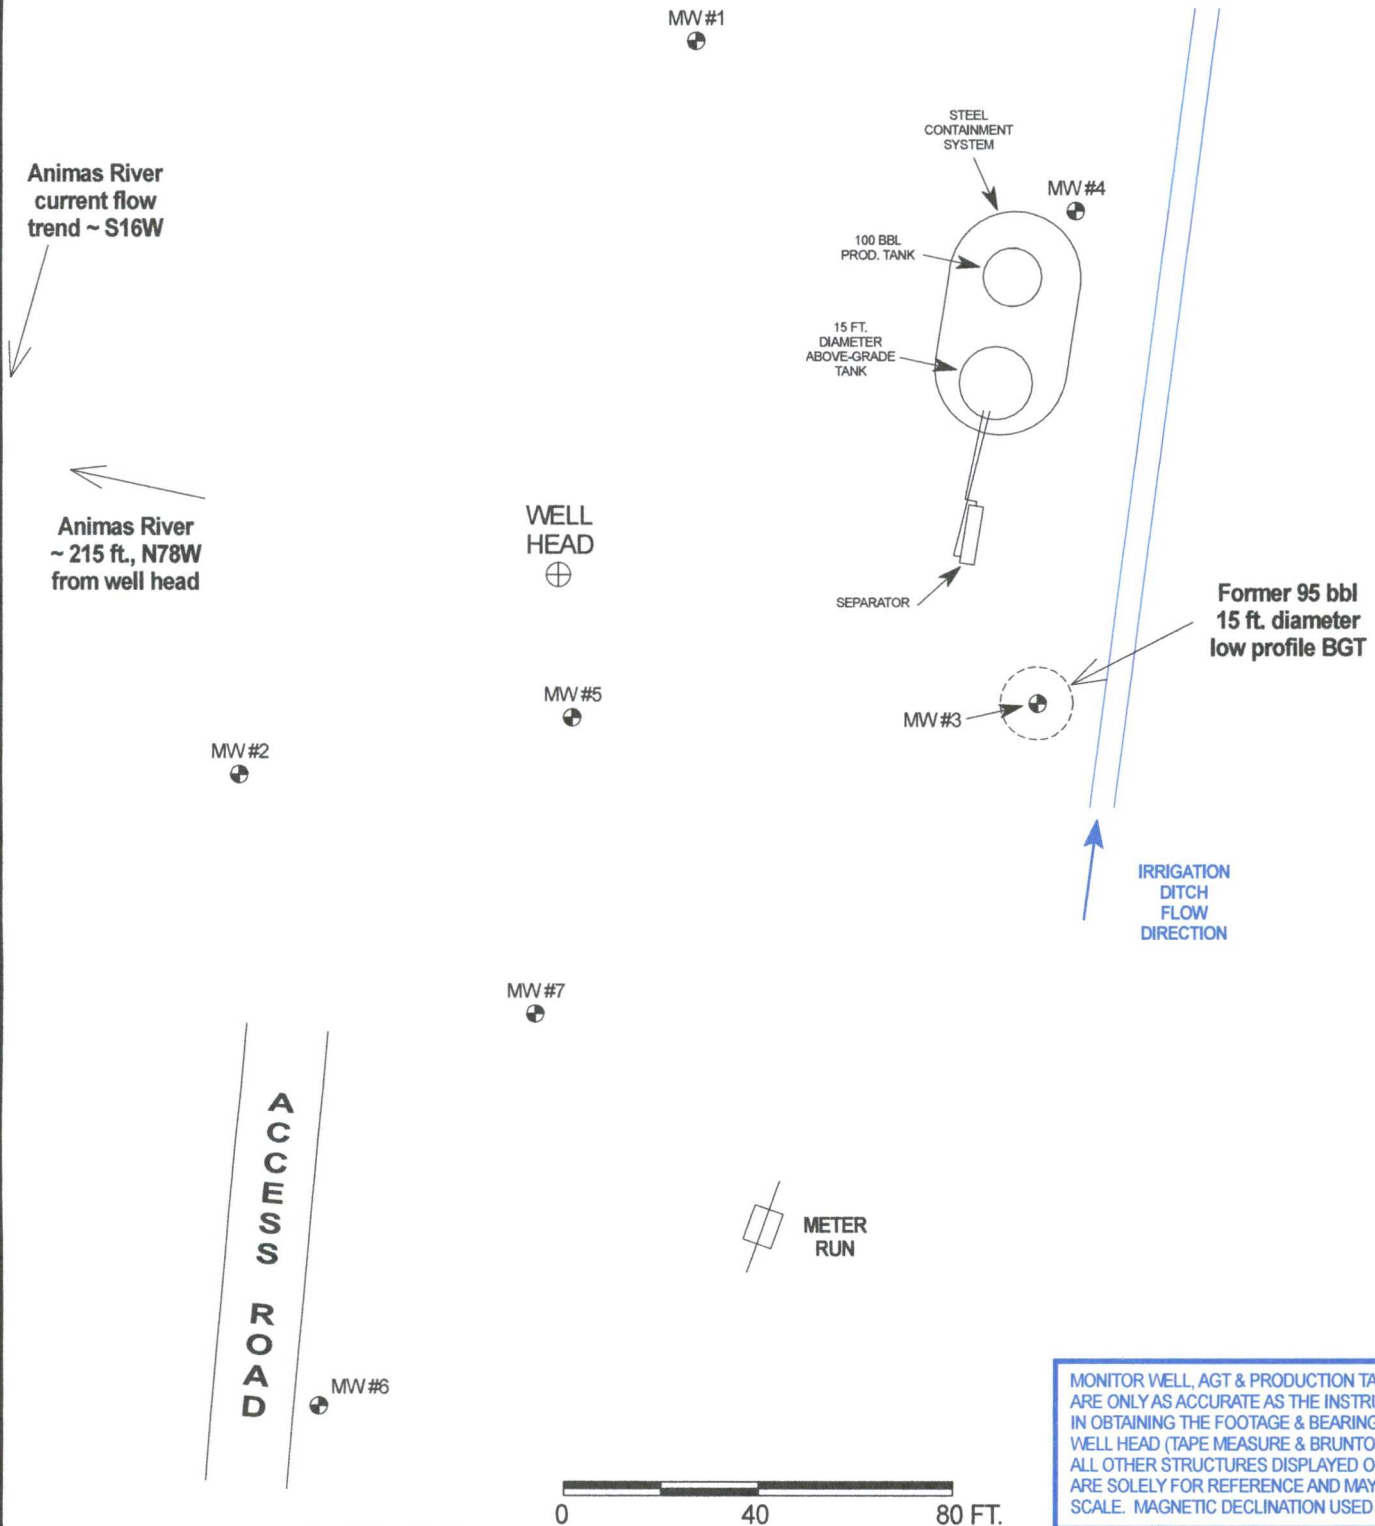 MW #1
STEEL
CONTAINMENT
SYSTEM
Animas River
current flow
trend ~ S16W
MW #4
100 BBL
PROD. TANK
15 FT.
DIAMETER
ABOVE-GRADE
TANK
Animas River
~ 215 ft., N78W
from well head
WELL
HEAD
SEPARATOR
Former 95 bbl
15 ft. diameter
low profile BGT
MW #5
MW #3
MW #2
IRRIGATION
DITCH
FLOW
DIRECTION
MW #7
ACCESS ROAD
METER
RUN
MW #6
0 40 80 FT.
MONITOR WELL, AGT & PRODUCTION TA
ARE ONLY AS ACCURATE AS THE INSTRU
IN OBTAINING THE FOOTAGE & BEARING
WELL HEAD (TAPE MEASURE & BRUNTO
ALL OTHER STRUCTURES DISPLAYED O
ARE SOLELY FOR REFERENCE AND MAY
SCALE. MAGNETIC DECLINATION USED